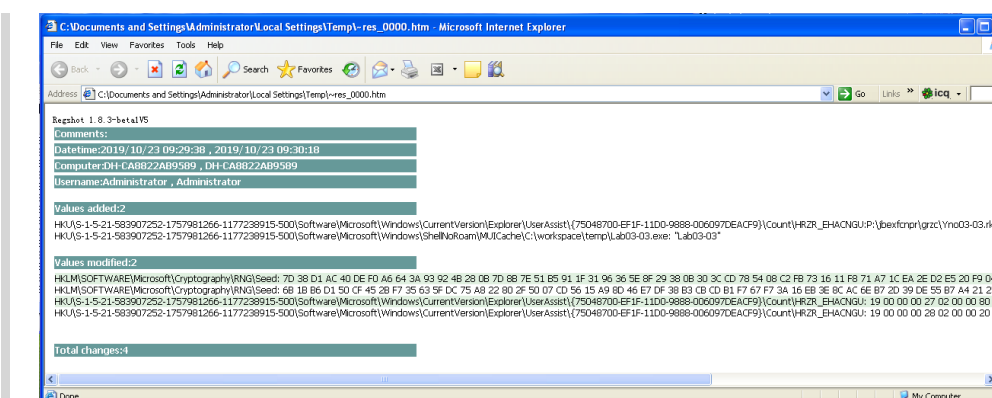 C:\Documents and Settings\Administrator\Local Settings\Temp\~res_0000.htm - Microsoft Internet Explorer
File Edit View Favorites Tools Help
Back Search Favorites
Address C:\Documents and Settings\Administrator\Local Settings\Temp\~res_0000.htm Go Links » icq
Regshot 1.8.3-beta1V5
Comments:
Datetime:2019/10/23 09:29:38 , 2019/10/23 09:30:18
Computer:DH-CA8822AB9589 , DH-CA8822AB9589
Username:Administrator , Administrator
Values added:2
HKU\S-1-5-21-583907252-1757981266-1177238915-500\Software\Microsoft\Windows\CurrentVersion\Explorer\UserAssist\{75048700-EF1F-11D0-9888-006097DEACF9}\Count\HRZR_EHACNGU:P:\jbexfcnpr\grzc\Yno03-03.rk
HKU\S-1-5-21-583907252-1757981266-1177238915-500\Software\Microsoft\Windows\ShellNoRoam\MUICache\C:\workspace\temp\Lab03-03.exe: "Lab03-03"
Values modified:2
HKLM\SOFTWARE\Microsoft\Cryptography\RNG\Seed: 7D 38 D1 AC 40 DE F0 A6 64 3A 93 92 4B 28 0B 7D 8B 7E 51 B5 91 1F 31 96 36 5E 8F 29 38 0B 30 3C CD 78 54 08 C2 FB 73 16 11 F8 71 A7 1C EA 2E D2 E5 20 F9
HKLM\SOFTWARE\Microsoft\Cryptography\RNG\Seed: 6B 1B B6 D1 50 CF 45 2B F7 35 63 5F DC 75 A8 22 80 2F 50 07 CD 56 15 A9 8D 46 E7 DF 38 B3 CB CD B1 F7 67 F7 3A 16 EB 3E 8C AC 6E B7 2D 39 DE 55 B7 A4 21
HKU\S-1-5-21-583907252-1757981266-1177238915-500\Software\Microsoft\Windows\CurrentVersion\Explorer\UserAssist\{75048700-EF1F-11D0-9888-006097DEACF9}\Count\HRZR_EHACNGU: 19 00 00 00 27 02 00 00 80
HKU\S-1-5-21-583907252-1757981266-1177238915-500\Software\Microsoft\Windows\CurrentVersion\Explorer\UserAssist\{75048700-EF1F-11D0-9888-006097DEACF9}\Count\HRZR_EHACNGU: 19 00 00 00 28 02 00 00 20
Total changes:4
Done My Computer